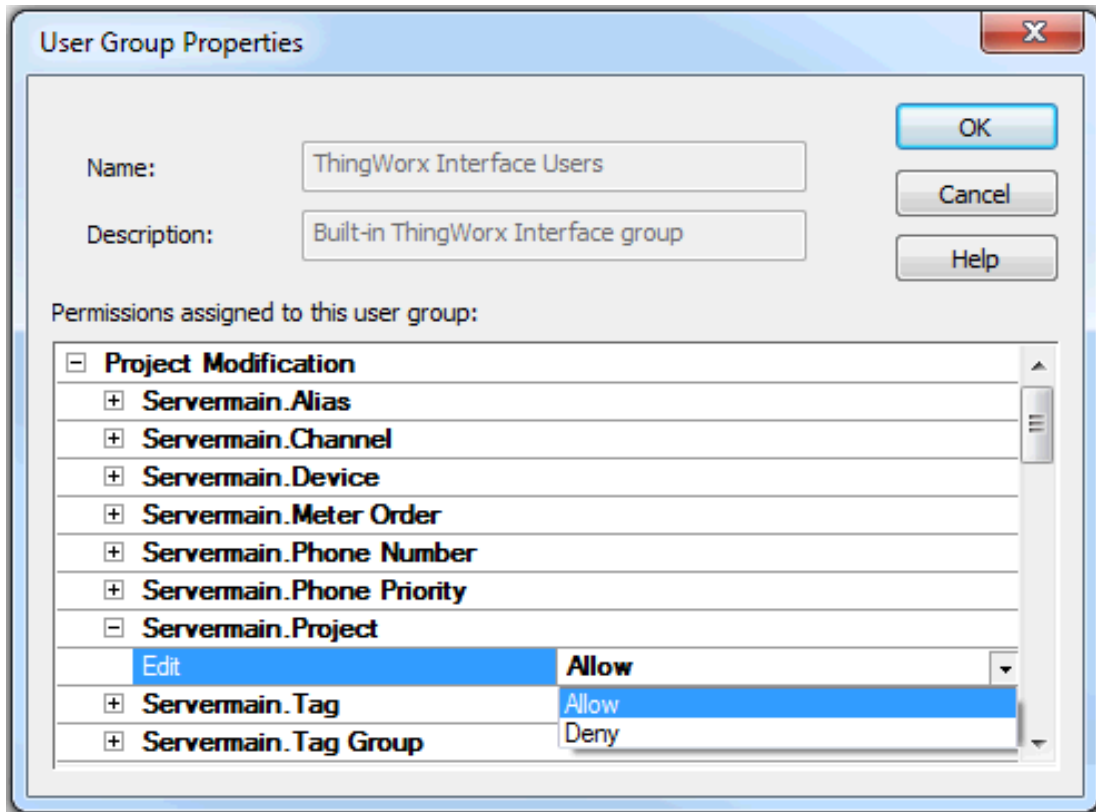 User Group Properties
Name:
ThingWorx Interface Users
Description:
Built-in ThingWorx Interface group
OK
Cancel
Help
Permissions assigned to this user group:
Project Modification
Servermain.Alias
Servermain.Channel
Servermain.Device
Servermain.Meter Order
Servermain.Phone Number
Servermain.Phone Priority
Servermain.Project
Edit Allow
Servermain.Tag
Allow
Servermain.Tag Group
Deny